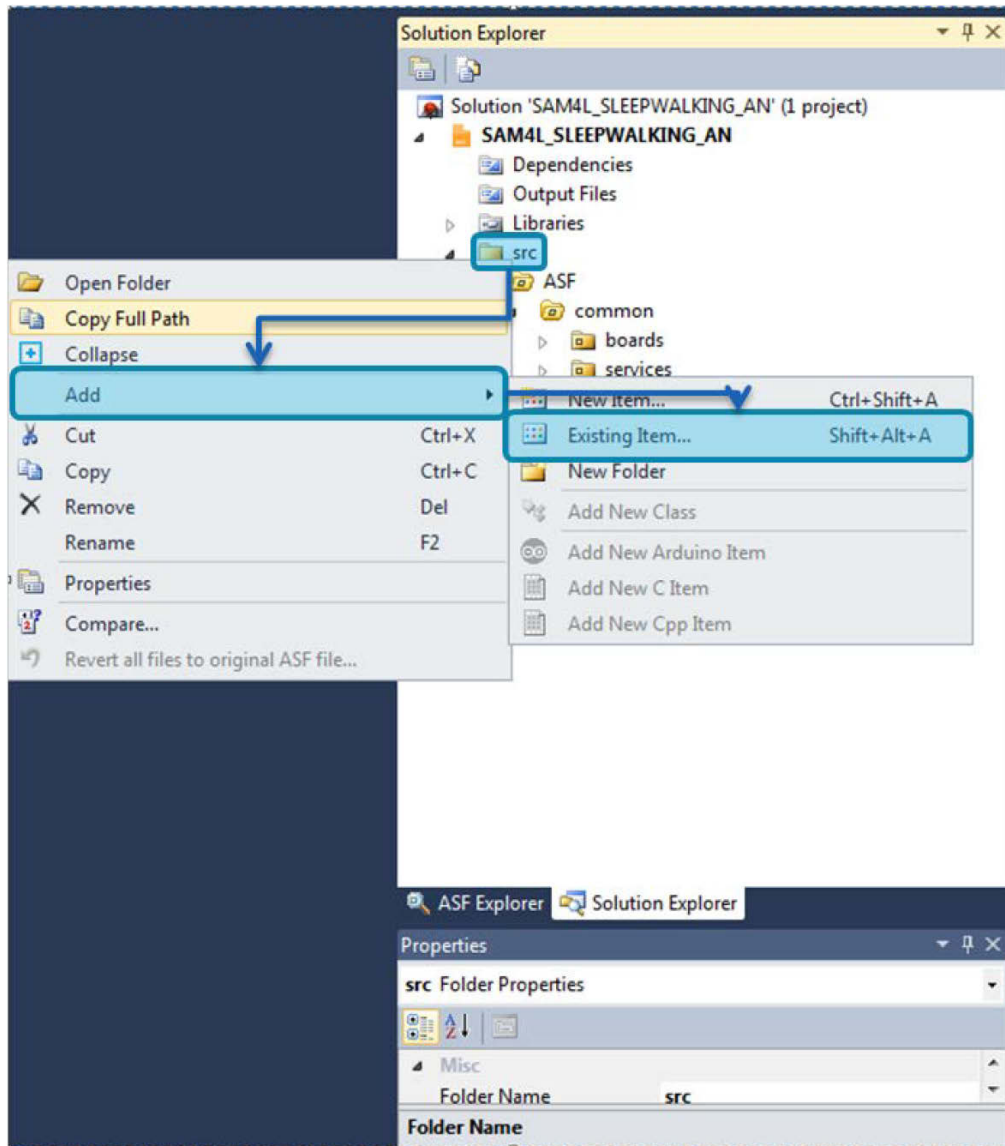 Solution Explorer
Solution 'SAM4L_SLEEPWALKING_AN' (1 project)
SAM4L_SLEEPWALKING_AN
Dependencies
Output Files
Libraries
src
ASF
common
boards
services
Open Folder
Copy Full Path
Collapse
Add
Cut Ctrl+X
Copy Ctrl+C
Remove Del
Rename F2
Properties
Compare...
Revert all files to original ASF file...
New Item... Ctrl+Shift+A
Existing Item... Shift+Alt+A
New Folder
Add New Class
Add New Arduino Item
Add New C Item
Add New Cpp Item
ASF Explorer Solution Explorer
Properties
src Folder Properties
Misc
Folder Name src
Folder Name